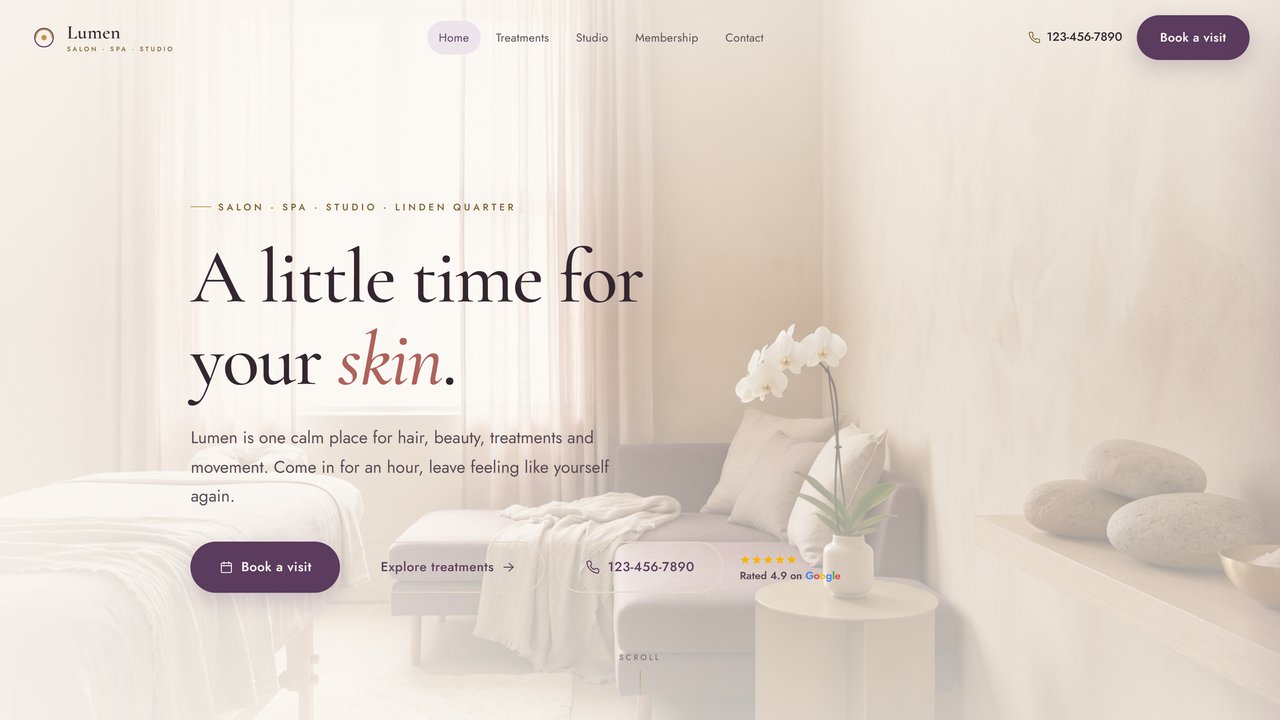 Lumen
SALON · SPA · STUDIO
Home
Treatments
Studio
Membership
Contact
123-456-7890
Book a visit
SALON · SPA · STUDIO · LINDEN QUARTER
A little time for
your skin.
Lumen is one calm place for hair, beauty, treatments and
movement. Come in for an hour, leave feeling like yourself
again.
Book a visit
Explore treatments
123-456-7890
Rated 4.9 on Google
SCROLL